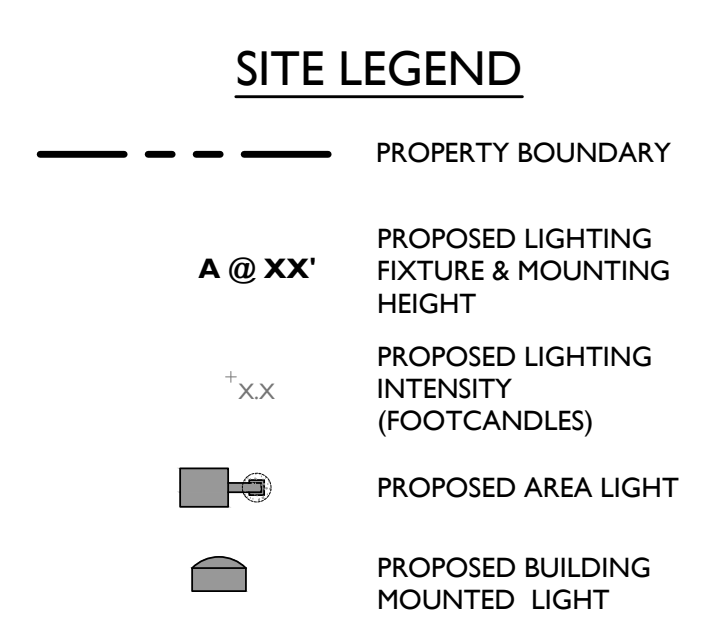 SITE LEGEND
PROPERTY BOUNDARY
A @ XX'
PROPOSED LIGHTING
FIXTURE & MOUNTING
HEIGHT
+X.X
PROPOSED LIGHTING
INTENSITY
(FOOTCANDLES)
PROPOSED AREA LIGHT
PROPOSED BUILDING
MOUNTED LIGHT